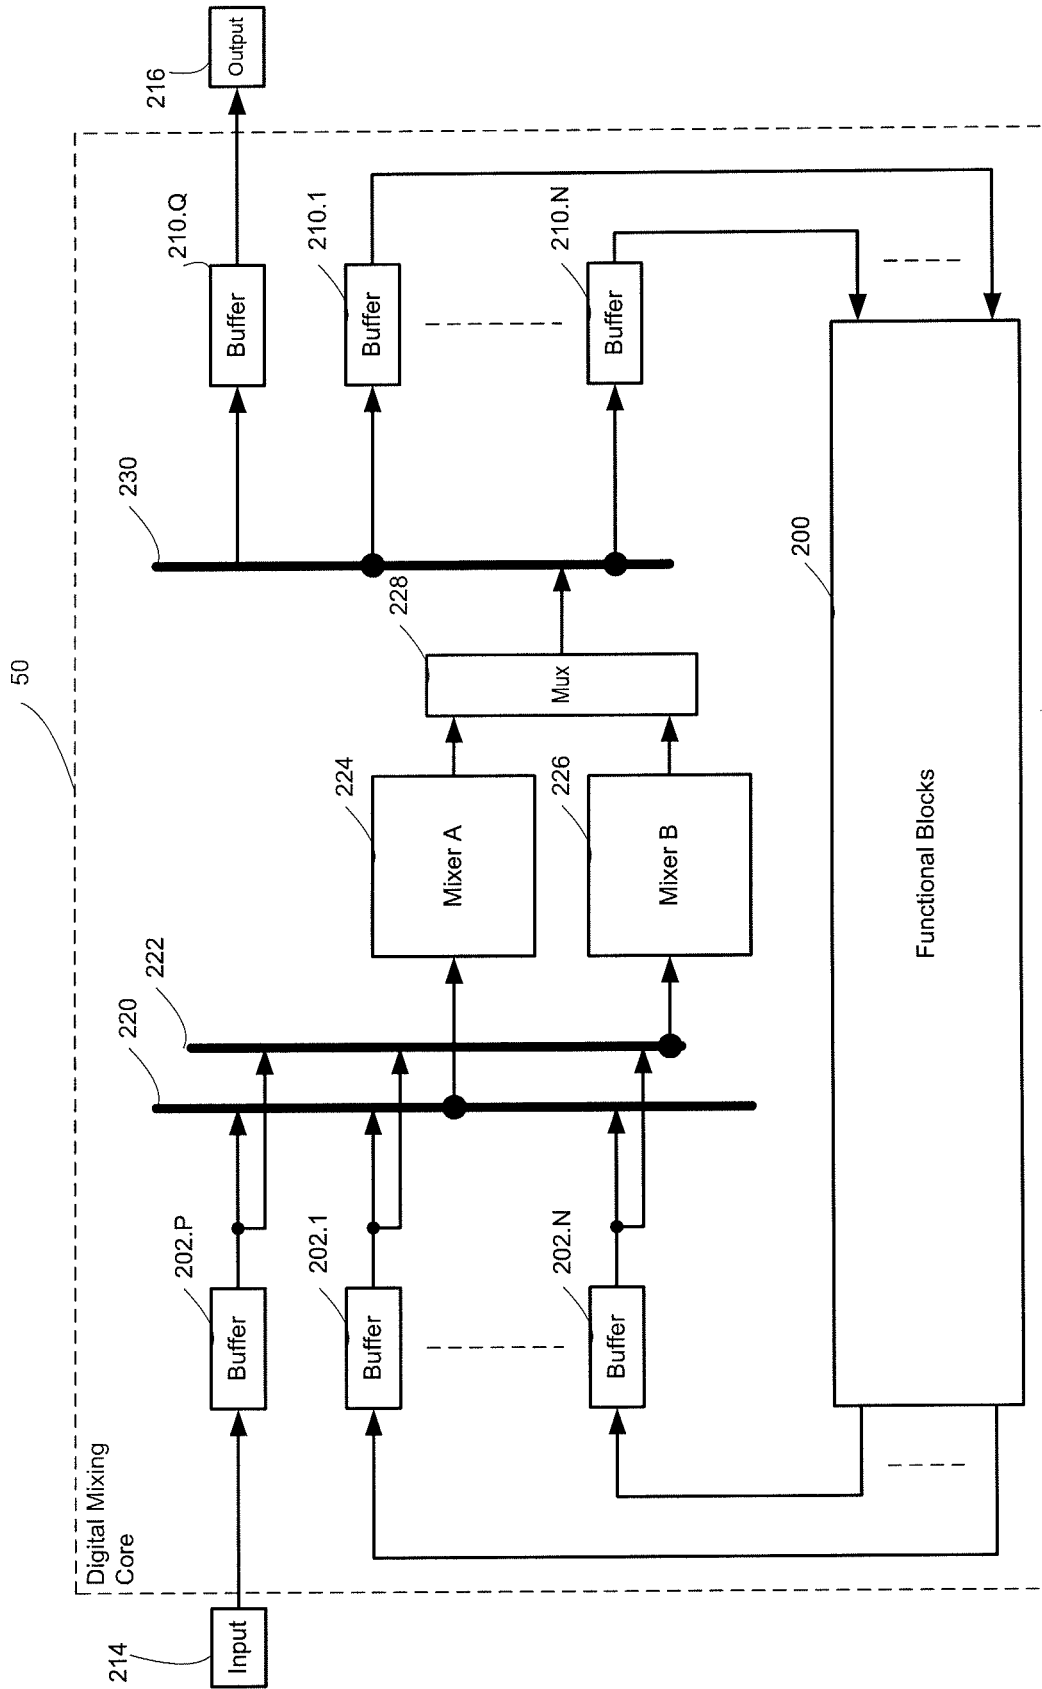 50
Digital Mixing
Core
214
Input
202.P
Buffer
220
222
230
210.Q
Buffer
216
Output
202.1
Buffer
224
Mixer A
228
Mux
210.1
Buffer
202.N
Buffer
226
Mixer B
210.N
Buffer
200
Functional Blocks